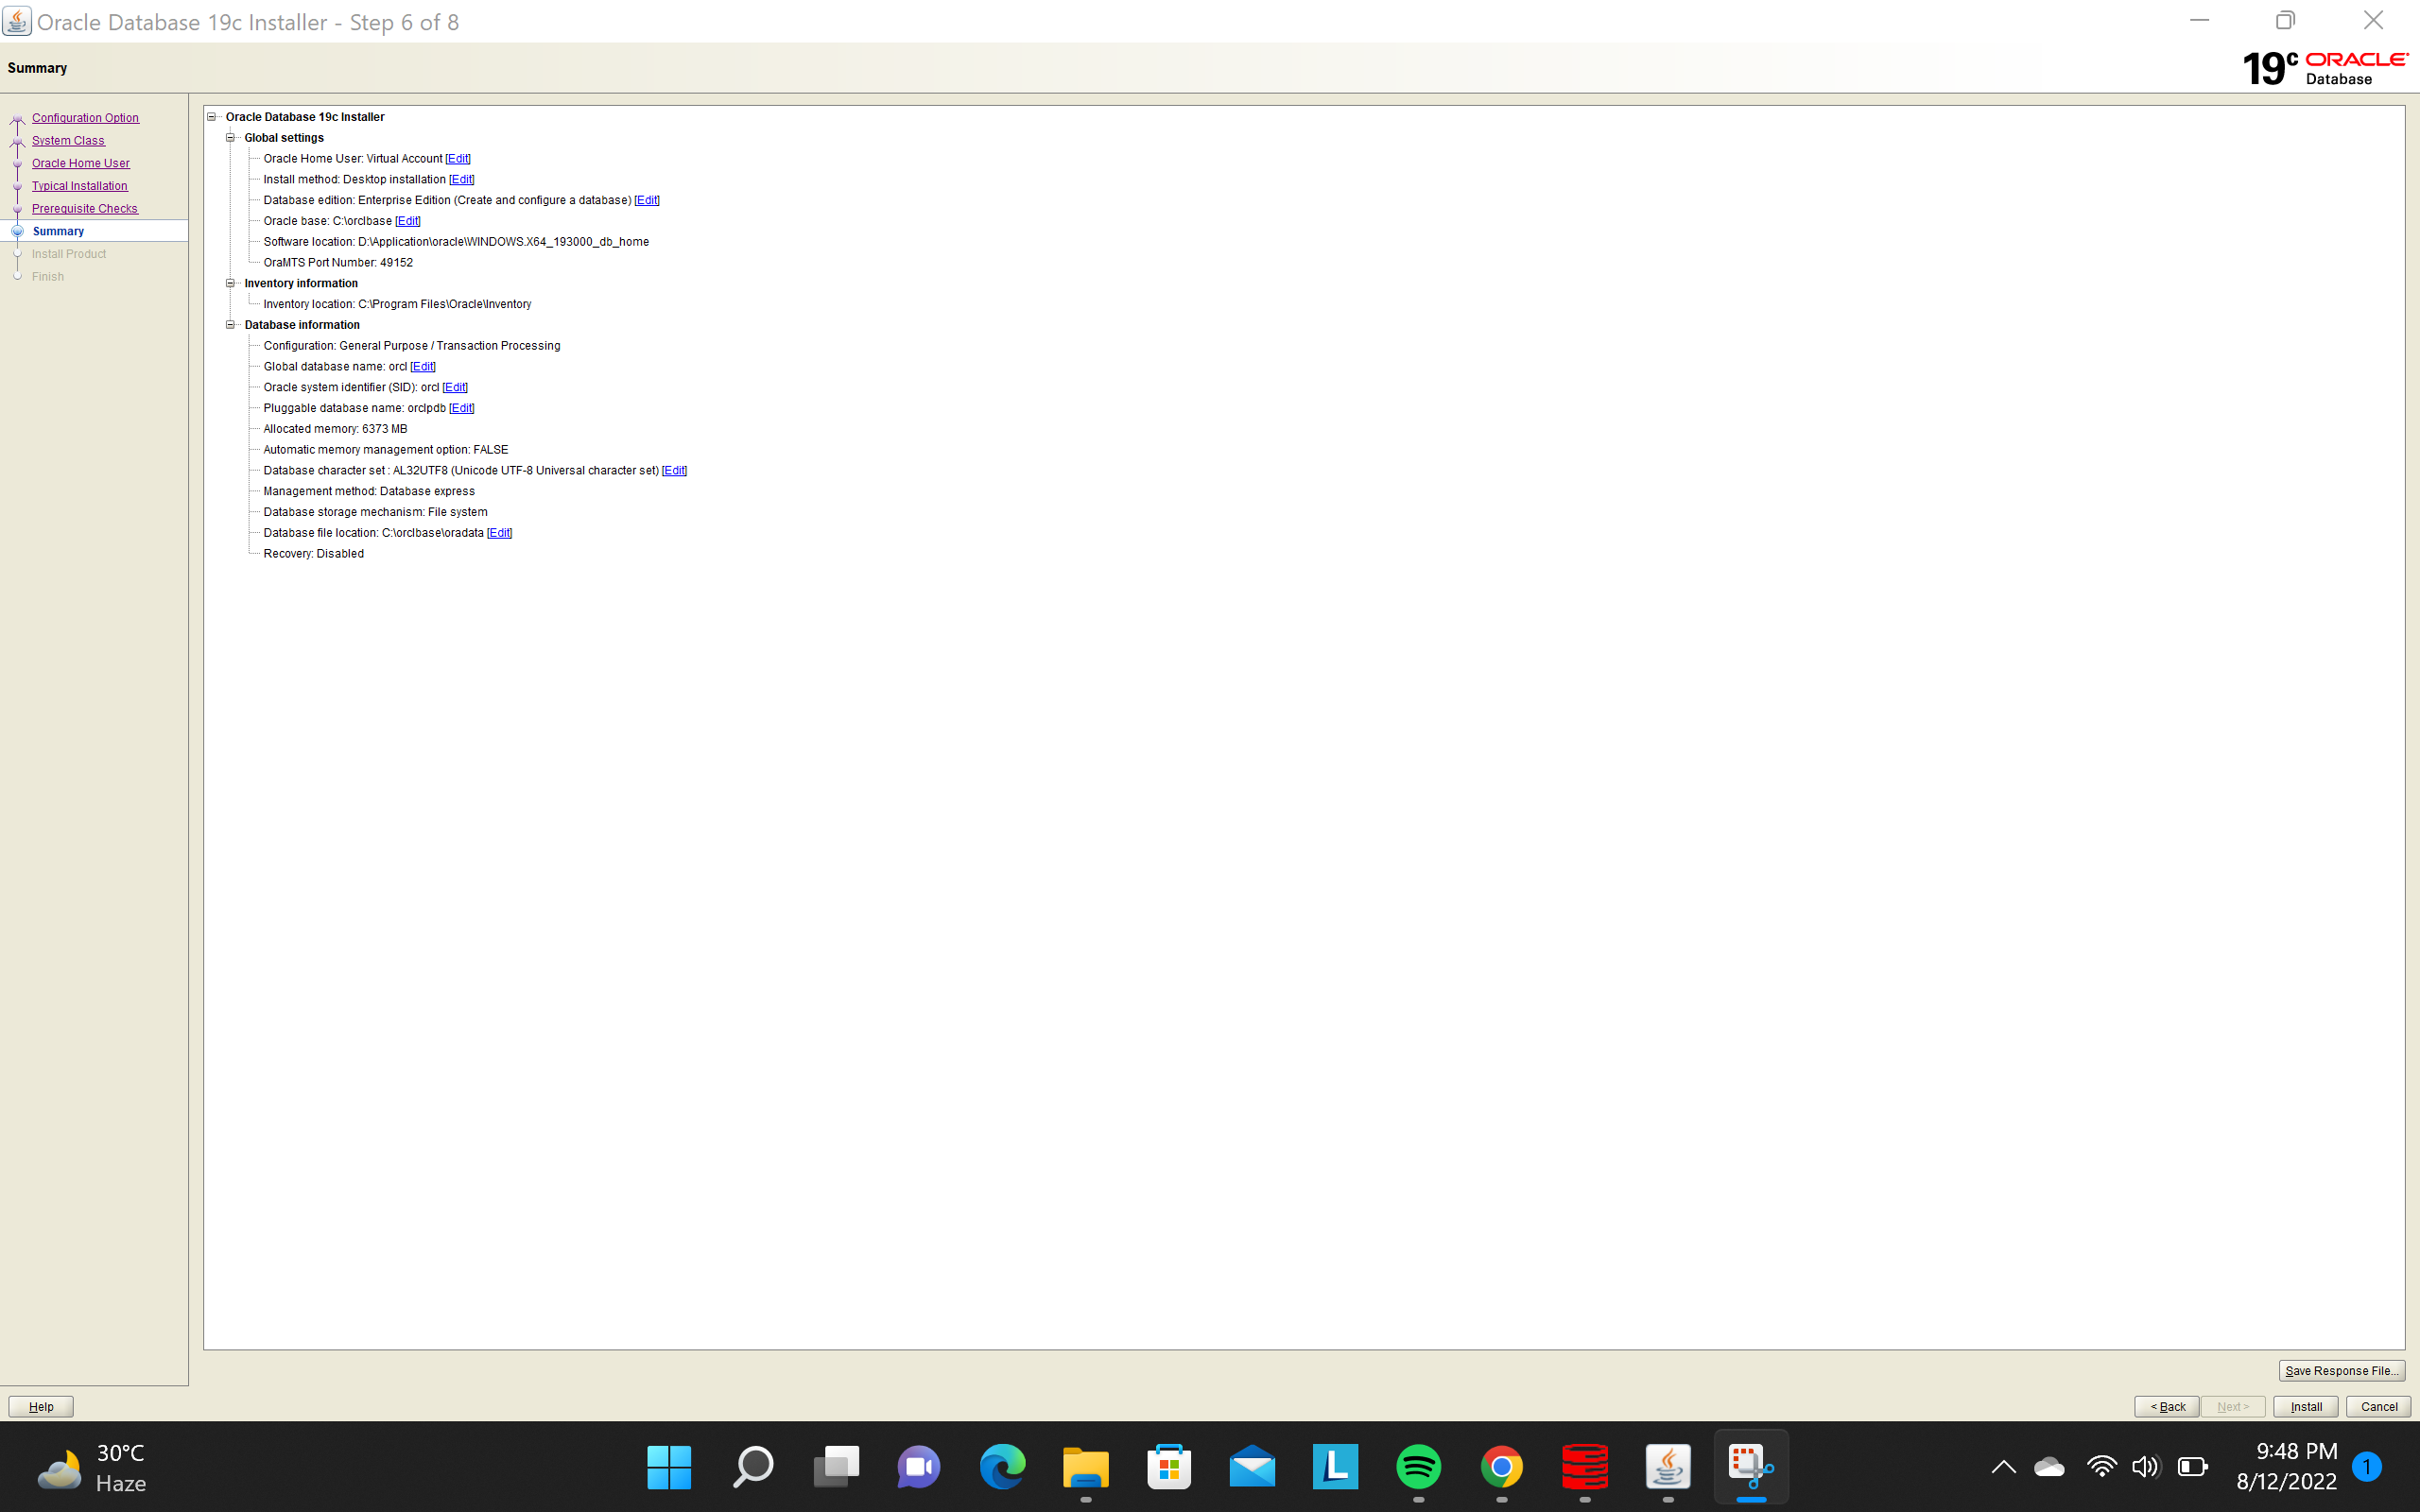 Oracle Database 19c Installer - Step 6 of 8
Summary
19c ORACLE
Database
Configuration Option
System Class
Oracle Home User
Typical Installation
Prerequisite Checks
Summary
Install Product
Finish
Oracle Database 19c Installer
Global settings
Oracle Home User: Virtual Account [Edit]
Install method: Desktop installation [Edit]
Database edition: Enterprise Edition (Create and configure a database) [Edit]
Oracle base: C:\orclbase [Edit]
Software location: D:\Application\oracle\WINDOWS.X64_193000_db_home
OraMTS Port Number: 49152
Inventory information
Inventory location: C:\Program Files\Oracle\Inventory
Database information
Configuration: General Purpose / Transaction Processing
Global database name: orcl [Edit]
Oracle system identifier (SID): orcl [Edit]
Pluggable database name: orclpdb [Edit]
Allocated memory: 6373 MB
Automatic memory management option: FALSE
Database character set : AL32UTF8 (Unicode UTF-8 Universal character set) [Edit]
Management method: Database express
Database storage mechanism: File system
Database file location: C:\orclbase\oradata [Edit]
Recovery: Disabled
Save Response File...
Help
< Back
Next >
Install
Cancel
30°C
Haze
L
9:48 PM
8/12/2022
1